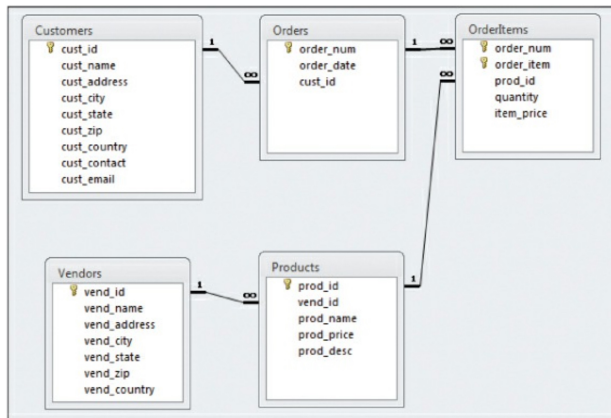 Customers
cust_id
cust_name
cust_address
cust_city
cust_state
cust_zip
cust_country
cust_contact
cust_email
1
∞
Orders
order_num
order_date
cust_id
1
∞
OrderItems
order_num
order_item
prod_id
quantity
item_price
∞
Vendors
vend_id
vend_name
vend_address
vend_city
vend_state
vend_zip
vend_country
1
∞
Products
prod_id
vend_id
prod_name
prod_price
prod_desc
1